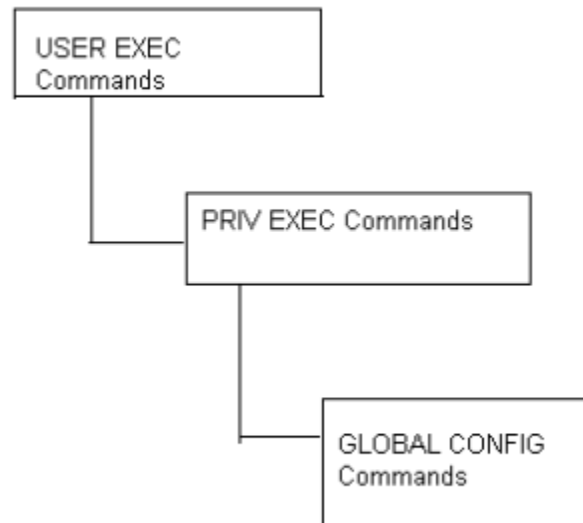 USER EXEC
Commands
PRIV EXEC Commands
GLOBAL CONFIG
Commands